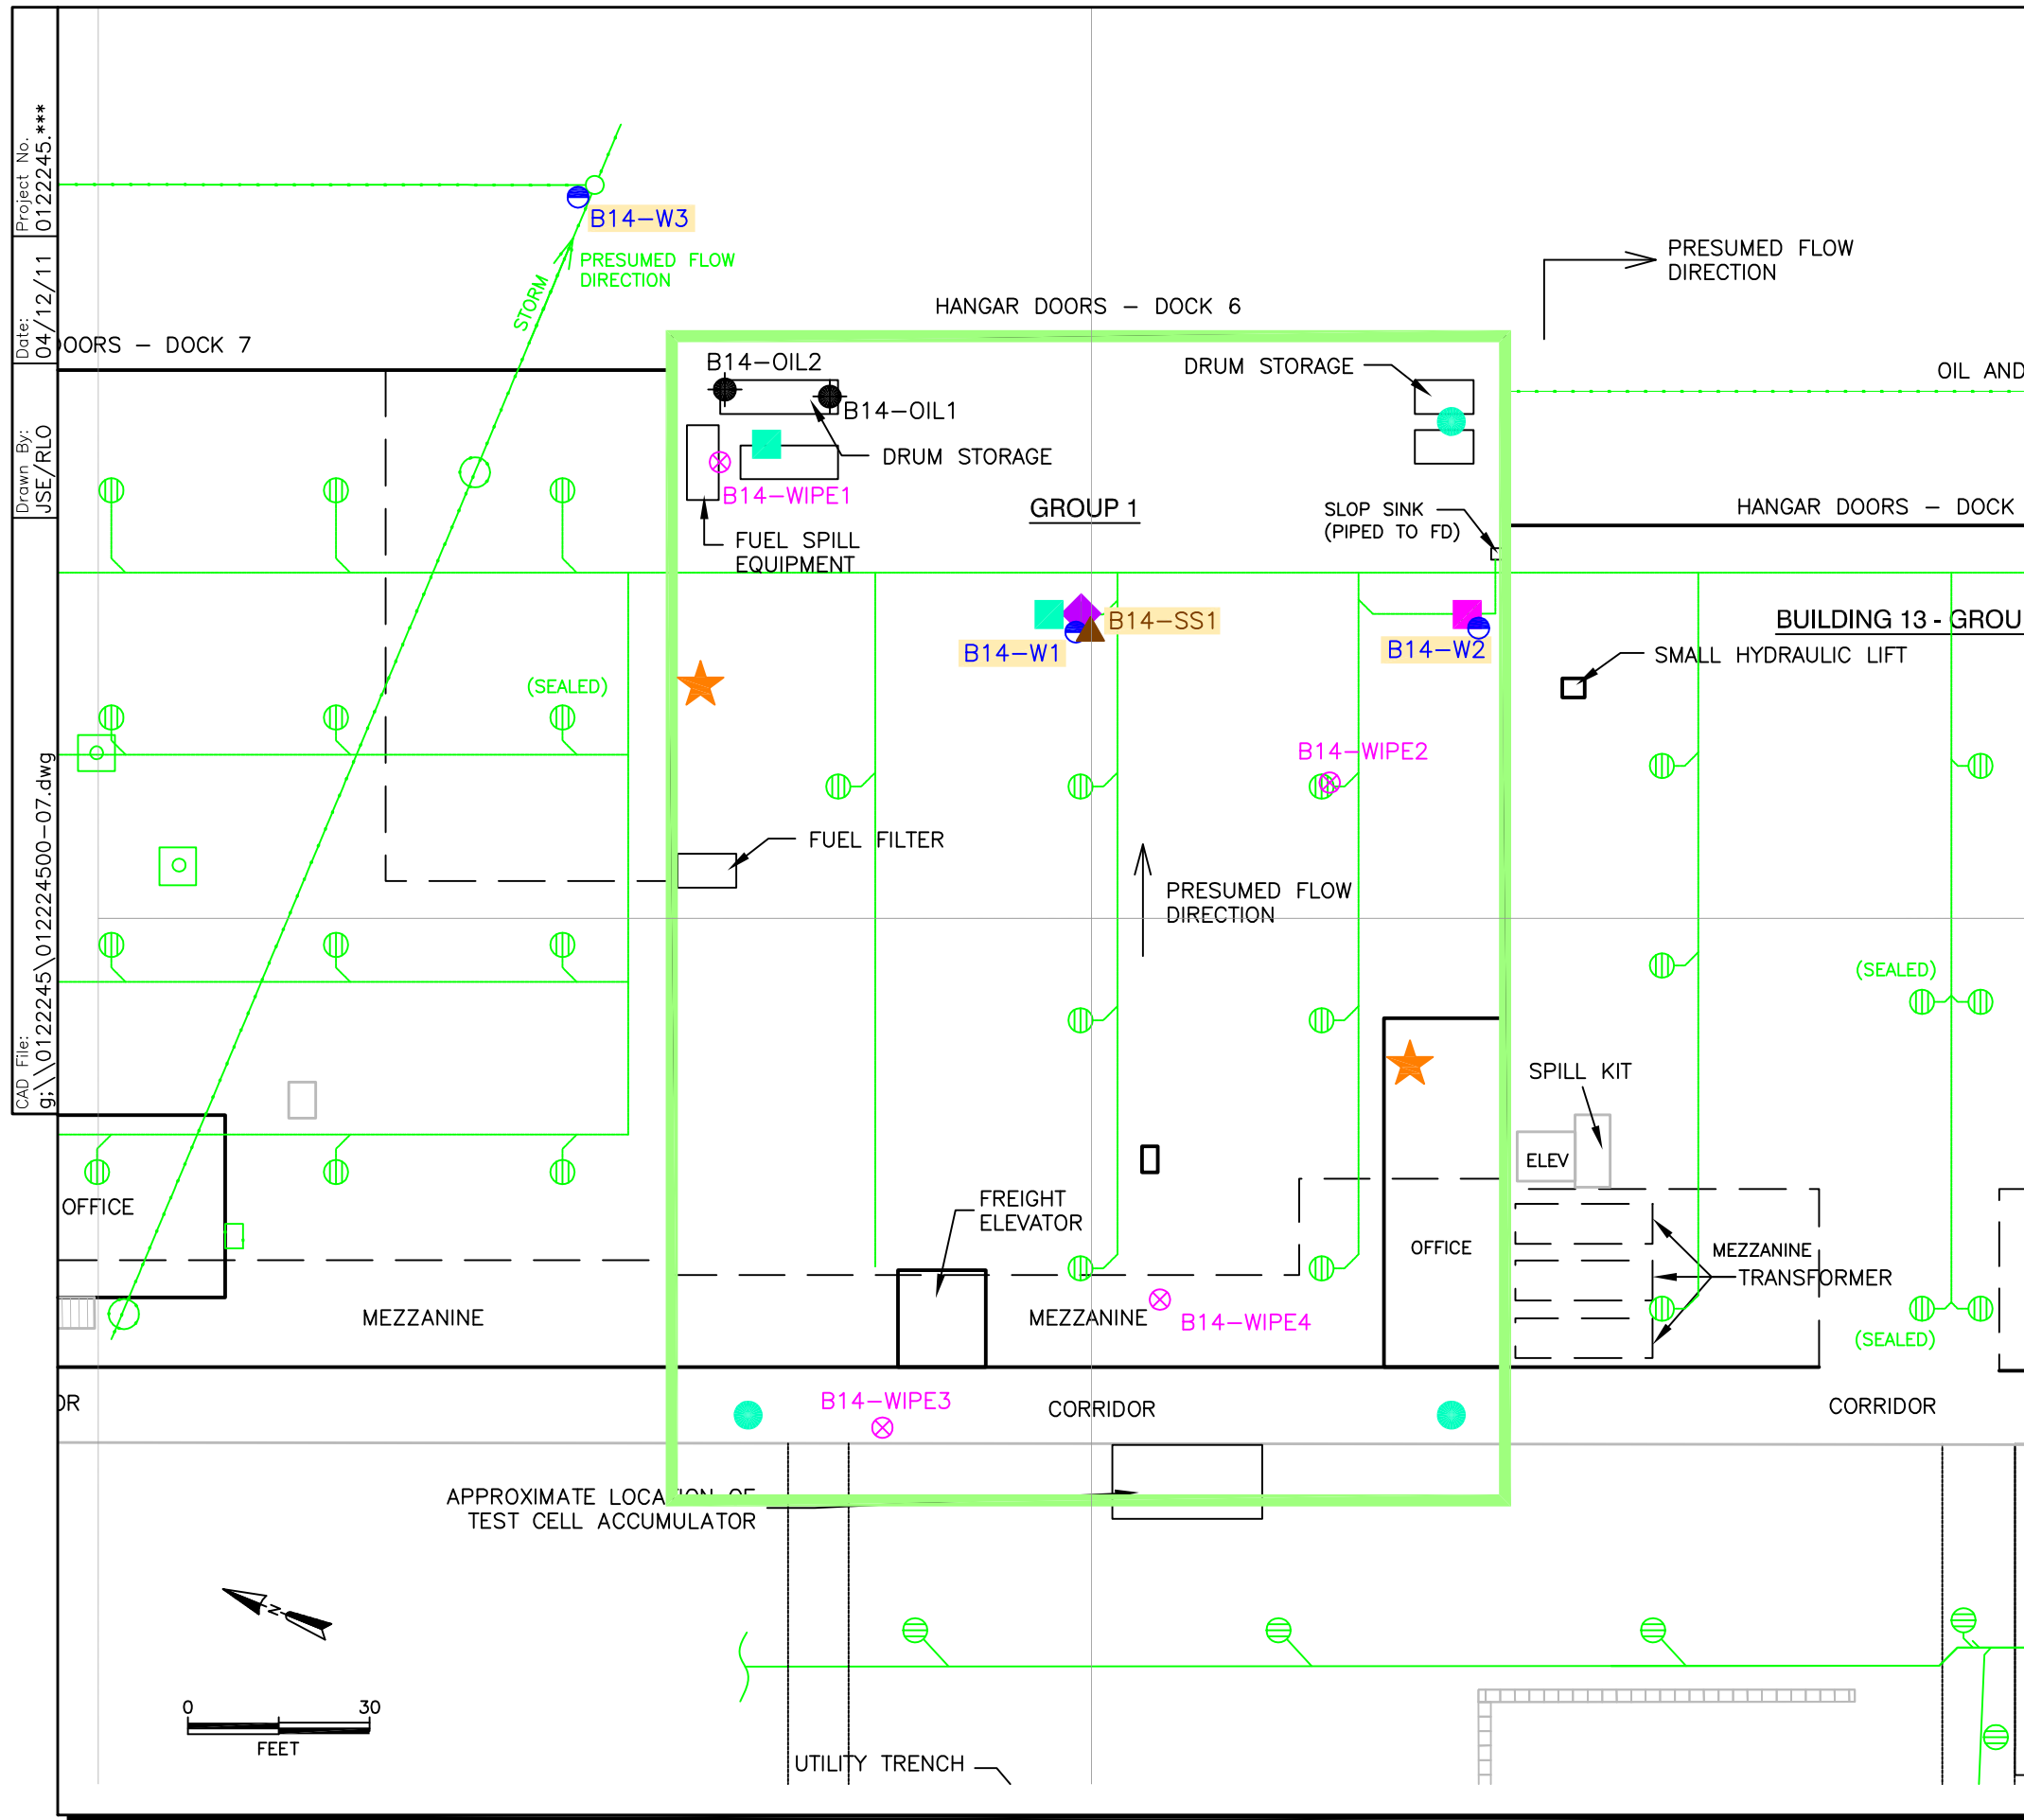 Project No.
01222245.***
Date:
04/12/11
Drawn By:
JSE/RLO
CAD File:
g:\\01222245\0122224500-07.dwg
B14-W3
PRESUMED FLOW
DIRECTION
STORM
PRESUMED FLOW
DIRECTION
HANGAR DOORS - DOCK 6
OORS - DOCK 7
B14-OIL2
B14-OIL1
DRUM STORAGE
DRUM STORAGE
OIL AND
B14-WIPE1
GROUP 1
SLOP SINK
(PIPED TO FD)
HANGAR DOORS - DOCK
FUEL SPILL
EQUIPMENT
B14-SS1
B14-W1
B14-W2
BUILDING 13 - GROU
SMALL HYDRAULIC LIFT
(SEALED)
B14-WIPE2
FUEL FILTER
PRESUMED FLOW
DIRECTION
(SEALED)
SPILL KIT
ELEV
OFFICE
FREIGHT
ELEVATOR
OFFICE
MEZZANINE
TRANSFORMER
MEZZANINE
MEZZANINE
B14-WIPE4
(SEALED)
OR
B14-WIPE3
CORRIDOR
CORRIDOR
APPROXIMATE LOCATION OF
TEST CELL ACCUMULATOR
N
0 30
FEET
UTILITY TRENCH